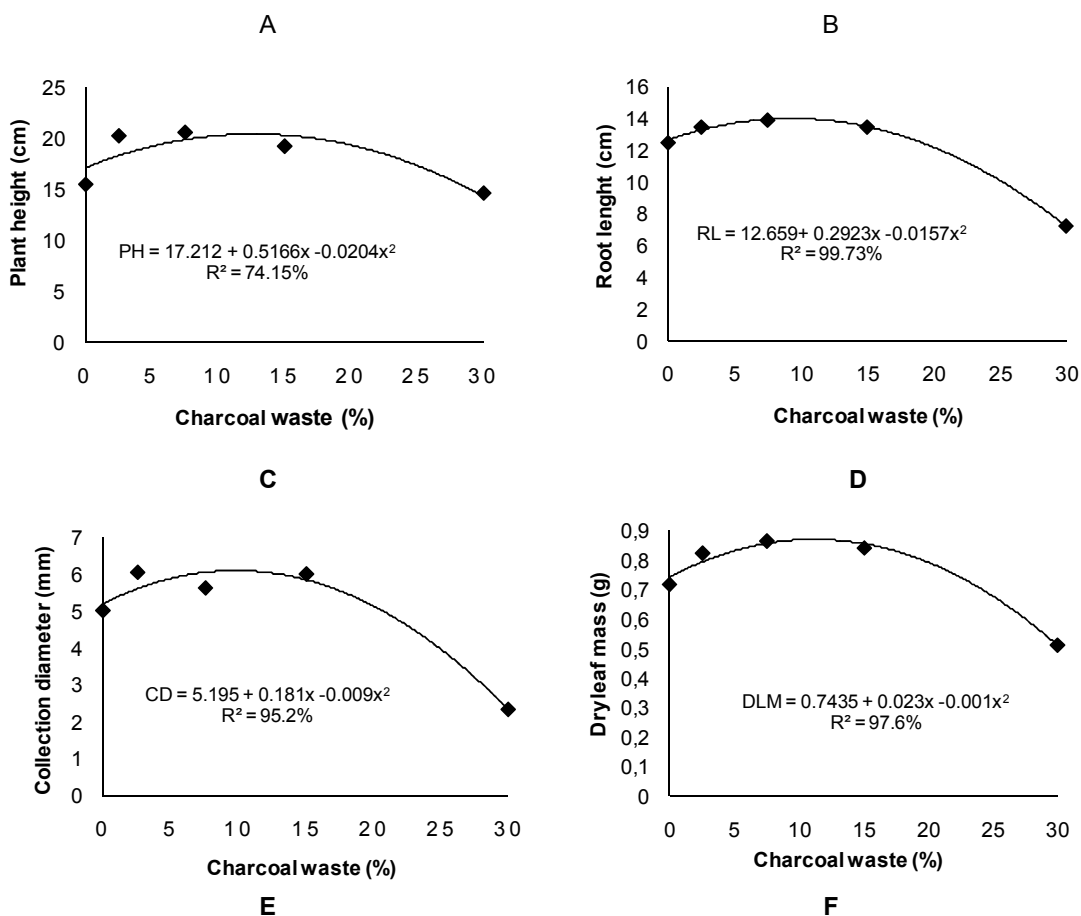 A
25
20
15
10
5
0
Plant height (cm)
PH = 17.212 + 0.5166x -0.0204x²
R² = 74.15%
0 5 10 15 20 25 30
Charcoal waste (%)
B
16
14
12
10
8
6
4
2
0
Root lenght (cm)
RL = 12.659+ 0.2923x -0.0157x²
R² = 99.73%
0 5 10 15 20 25 30
Charcoal waste (%)
C
7
6
5
4
3
2
1
0
Collection diameter (mm)
CD = 5.195 + 0.181x -0.009x²
R² = 95.2%
0 5 10 15 20 25 30
Charcoal waste (%)
D
0,9
0,8
0,7
0,6
0,5
0,4
0,3
0,2
0,1
0
Dry leaf mass (g)
DLM = 0.7435 + 0.023x -0.001x²
R² = 97.6%
0 5 10 15 20 25 30
Charcoal waste (%)
E
F